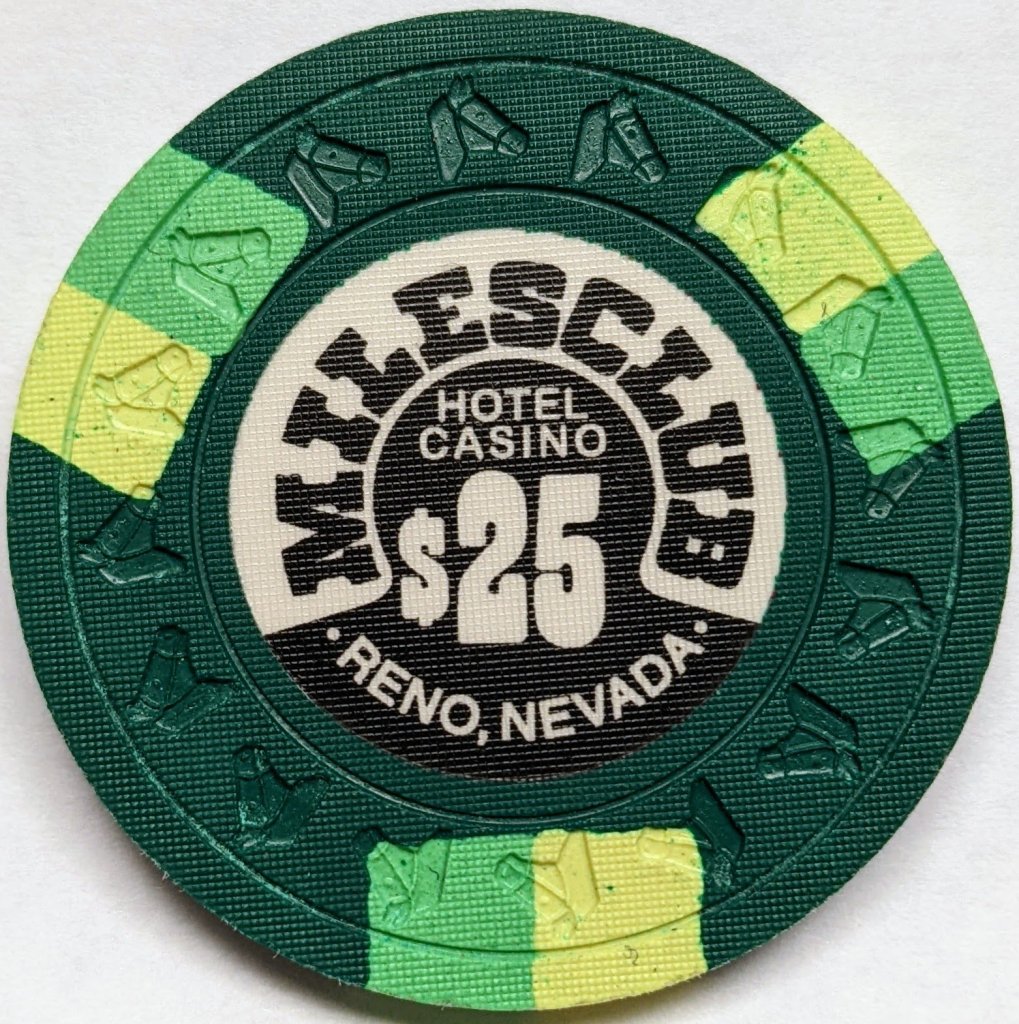 MILES CLUB
HOTEL
CASINO
$25
· RENO, NEVADA ·